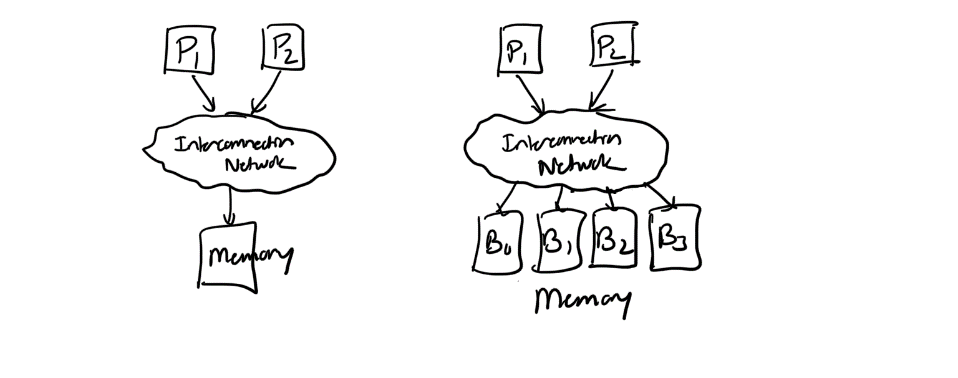 P1 P2
Interconnection
Network
Memory
P1 P2
Interconnection
Network
B0 B1 B2 B3
Memory